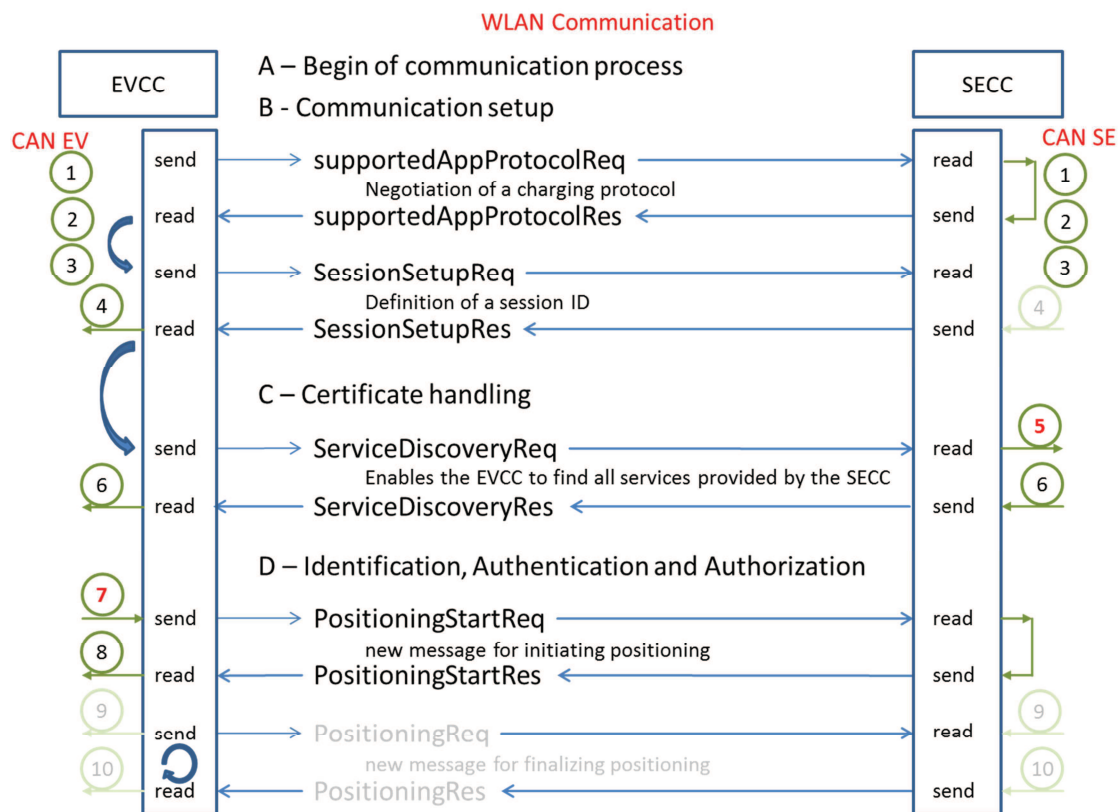 WLAN Communication
EVCC
A – Begin of communication process
SECC
B - Communication setup
CAN EV
CAN SE
send
supportedAppProtocolReq
read
1
1
Negotiation of a charging protocol
2
read
supportedAppProtocolRes
send
2
3
send
SessionSetupReq
read
3
4
Definition of a session ID
4
read
SessionSetupRes
send
C – Certificate handling
5
send
ServiceDiscoveryReq
read
6
Enables the EVCC to find all services provided by the SECC
6
read
ServiceDiscoveryRes
send
D – Identification, Authentication and Authorization
7
send
PositioningStartReq
read
8
new message for initiating positioning
read
PositioningStartRes
send
9
9
send
PositioningReq
read
10
new message for finalizing positioning
10
read
PositioningRes
send